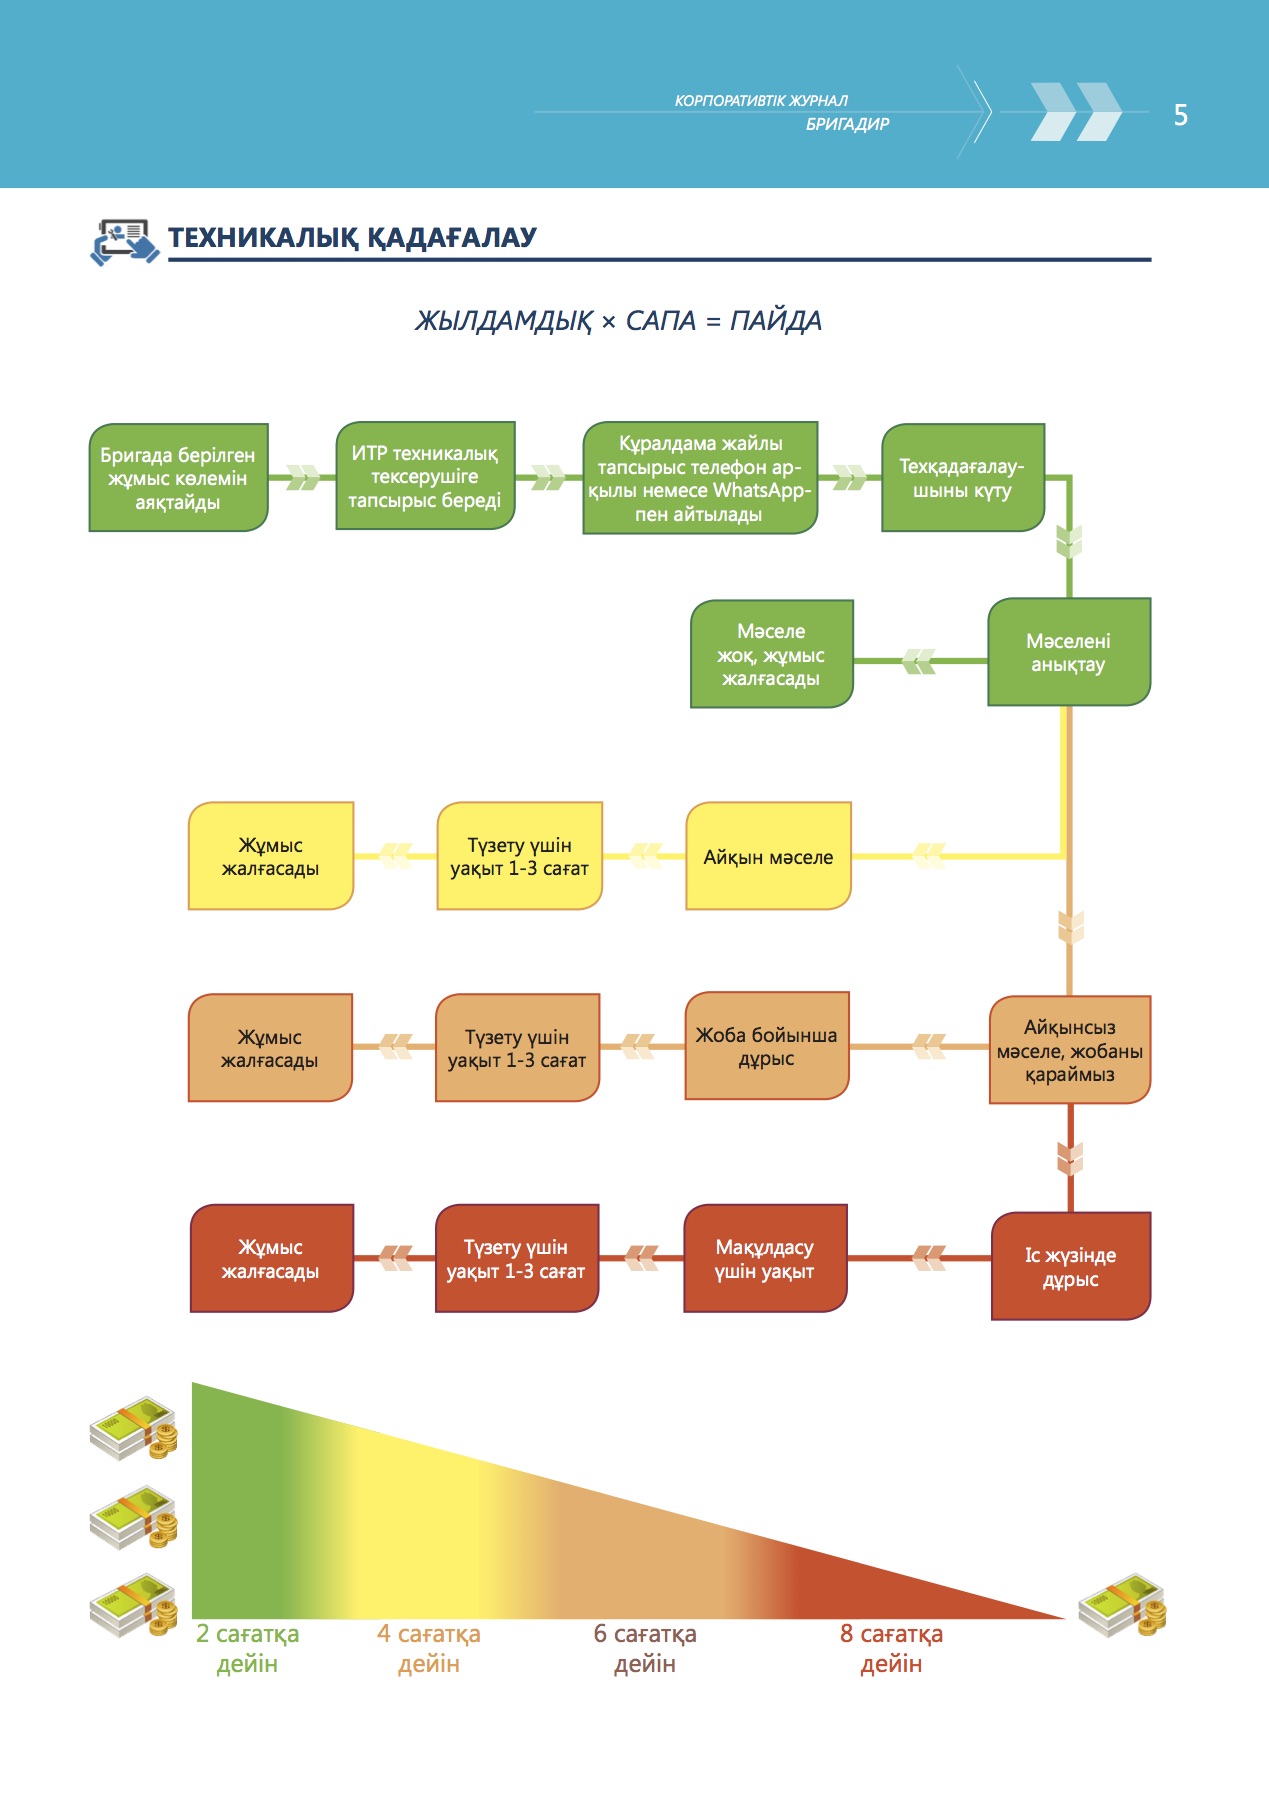 КОРПОРАТИВТІК ЖУРНАЛ
БРИГАДИР
5
ТЕХНИКАЛЫҚ ҚАДАҒАЛАУ
ЖЫЛДАМДЫҚ × САПА = ПАЙДА
Бригада берілген
жұмыс көлемін
аяқтайды
ИТР техникалық
тексерушіге
тапсырыс береді
Құралдама жайлы
тапсырыс телефон ар-
қылы немесе WhatsApp-
пен айтылады
Техқадағалау-
шыны күту
Мәселе
жоқ, жұмыс
жалғасады
Мәселені
анықтау
Жұмыс
жалғасады
Түзету үшін
уақыт 1-3 сағат
Айқын мәселе
Жұмыс
жалғасады
Түзету үшін
уақыт 1-3 сағат
Жоба бойынша
дұрыс
Айқынсыз
мәселе, жобаны
қараймыз
Жұмыс
жалғасады
Түзету үшін
уақыт 1-3 сағат
Мақұлдасу
үшін уақыт
Іс жүзінде
дұрыс
2 сағатқа
дейін
4 сағатқа
дейін
6 сағатқа
дейін
8 сағатқа
дейін